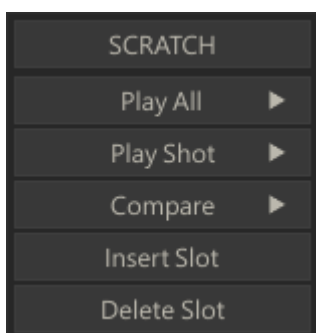 SCRATCH
Play All
Play Shot
Compare
Insert Slot
Delete Slot